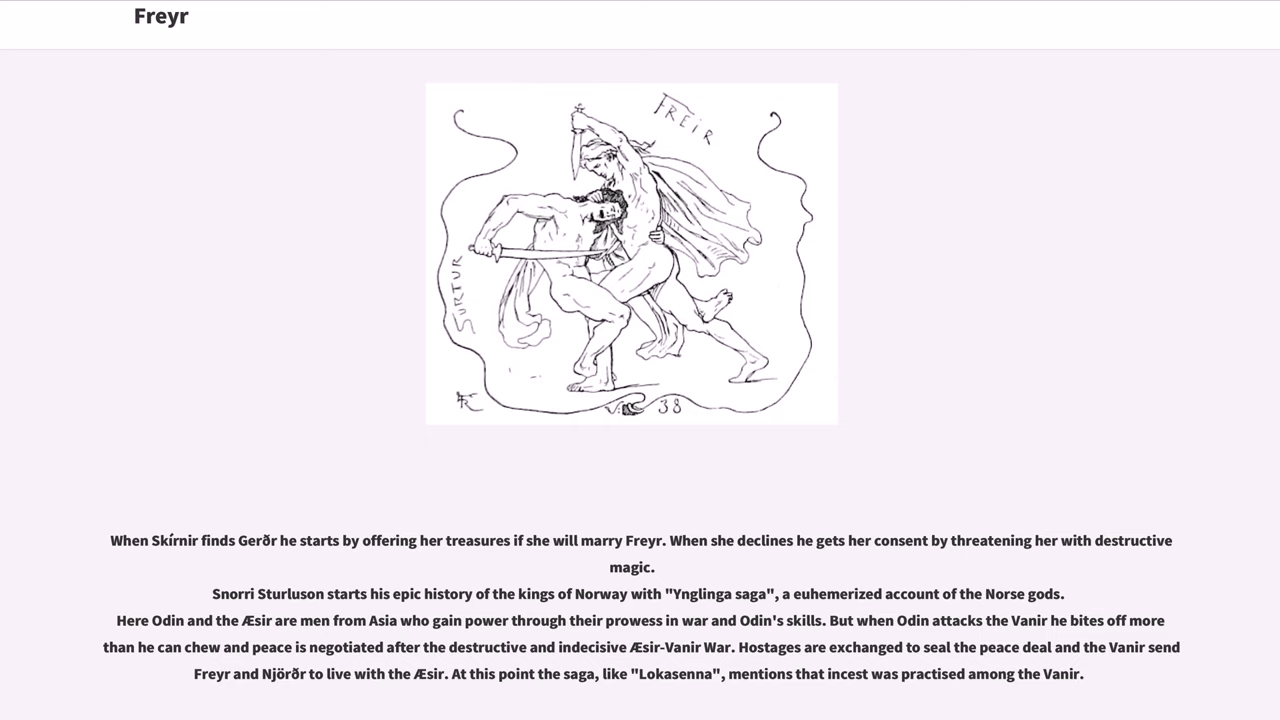 Freyr
FREIR
SURTUR
38
When Skírnir finds Gerðr he starts by offering her treasures if she will marry Freyr. When she declines he gets her consent by threatening her with destructive
magic.
Snorri Sturluson starts his epic history of the kings of Norway with "Ynglinga saga", a euhemerized account of the Norse gods.
Here Odin and the Æsir are men from Asia who gain power through their prowess in war and Odin's skills. But when Odin attacks the Vanir he bites off more
than he can chew and peace is negotiated after the destructive and indecisive Æsir-Vanir War. Hostages are exchanged to seal the peace deal and the Vanir send
Freyr and Njörðr to live with the Æsir. At this point the saga, like "Lokasenna", mentions that incest was practised among the Vanir.